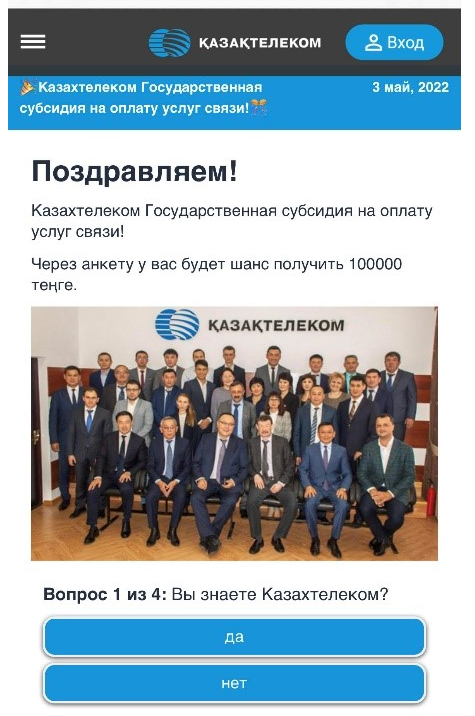 ҚАЗАҚТЕЛЕКОМ
Вход
🎉Казахтелеком Государственная
субсидия на оплату услуг связи!🎊
3 май, 2022
Поздравляем!
Казахтелеком Государственная субсидия на оплату
услуг связи!
Через анкету у вас будет шанс получить 100000
теңге.
ҚАЗАҚТЕЛЕКОМ
Вопрос 1 из 4: Вы знаете Казахтелеком?
да
нет